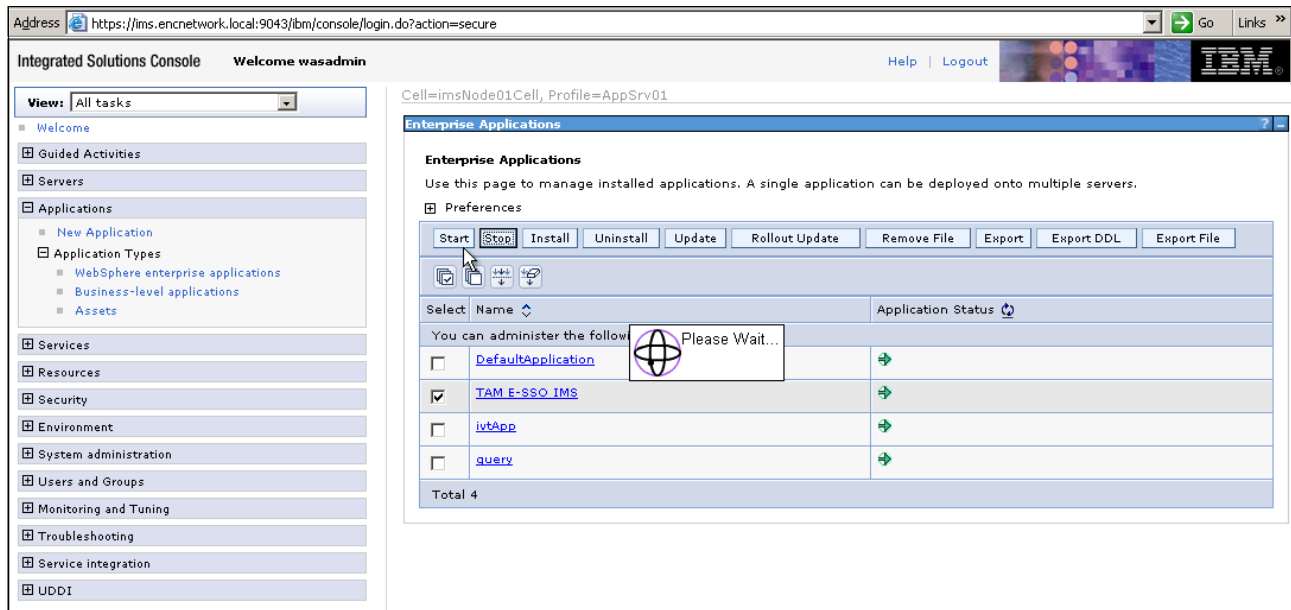 Address https://ims.encnetwork.local:9043/ibm/console/login.do?action=secure Go Links »
Integrated Solutions Console Welcome wasadmin Help | Logout IBM®
View: All tasks
Welcome
Guided Activities
Servers
Applications
New Application
Application Types
WebSphere enterprise applications
Business-level applications
Assets
Services
Resources
Security
Environment
System administration
Users and Groups
Monitoring and Tuning
Troubleshooting
Service integration
UDDI
Cell=imsNode01Cell, Profile=AppSrv01
Enterprise Applications ? -
Enterprise Applications
Use this page to manage installed applications. A single application can be deployed onto multiple servers.
Preferences
Start Stop Install Uninstall Update Rollout Update Remove File Export Export DDL Export File
Select Name Application Status
You can administer the followi
Please Wait...
DefaultApplication
TAM E-SSO IMS
ivtApp
query
Total 4